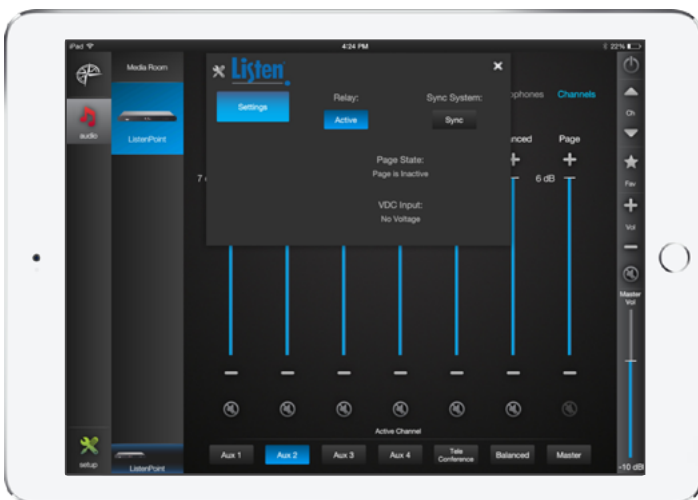 iPad
4:24 PM
22%
Media Room
audio
ListenPoint
Listen
Settings
Relay:
Active
Sync System:
Sync
Page State:
Page is Inactive
VDC Input:
No Voltage
Channels
Page
6 dB
Ch
Fav
Vol
Master
Vol
-10 dB
Active Channel
Aux 1
Aux 2
Aux 3
Aux 4
Tele
Conference
Balanced
Master
setup
ListenPoint